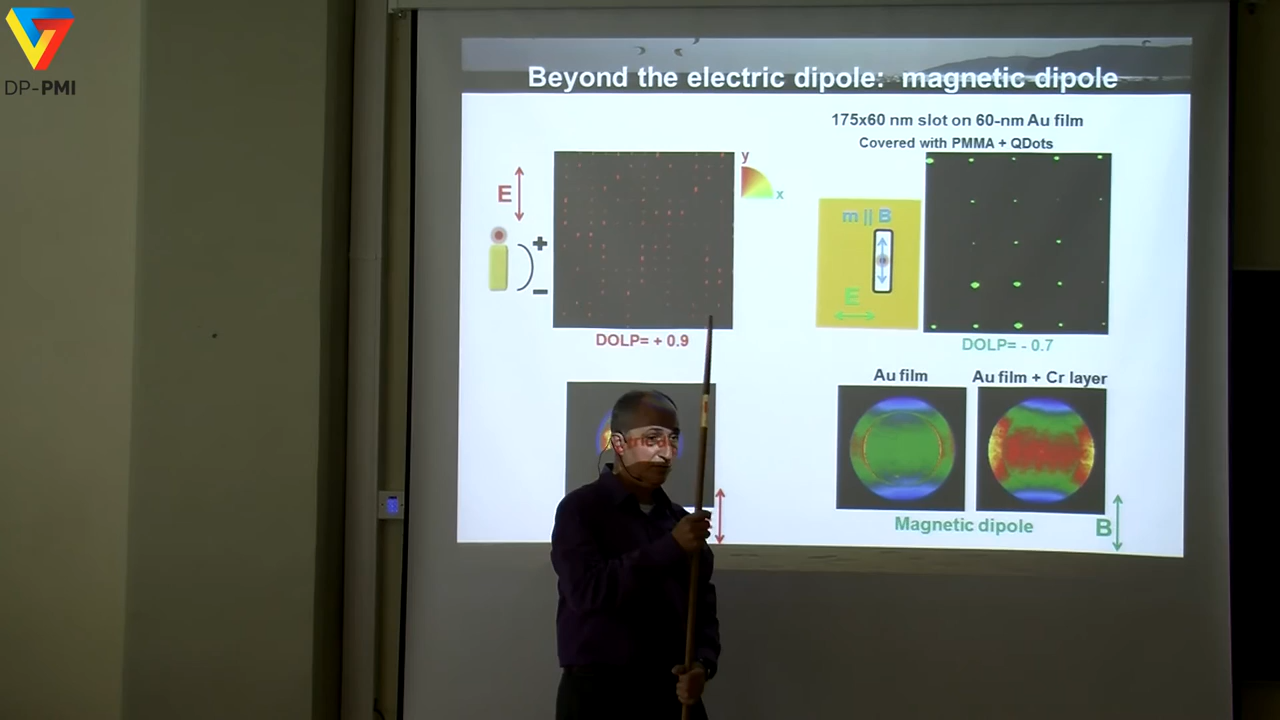 DP-PMI
Beyond the electric dipole: magnetic dipole
175x60 nm slot on 60-nm Au film
Covered with PMMA + QDots
y
x
E
+
−
m || B
E
DOLP= + 0.9
DOLP= - 0.7
Au film
Au film + Cr layer
Magnetic dipole
B